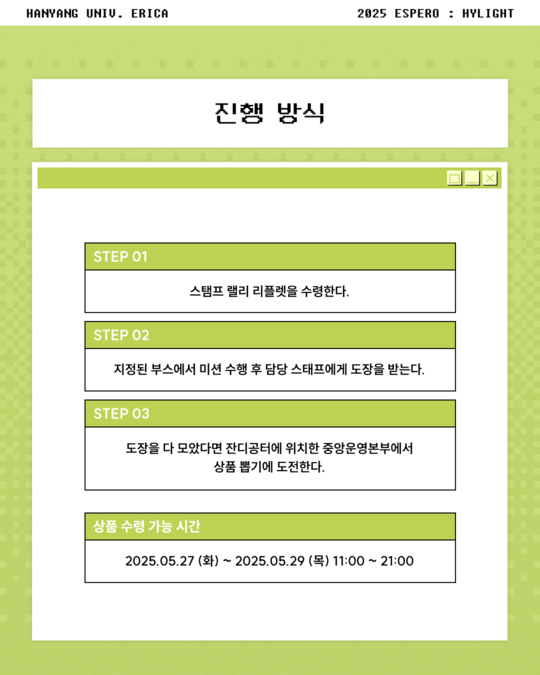 HANYANG UNIV. ERICA
2025 ESPERO : HYLIGHT
진행 방식
STEP 01
스탬프 랠리 리플렛을 수령한다.
STEP 02
지정된 부스에서 미션 수행 후 담당 스태프에게 도장을 받는다.
STEP 03
도장을 다 모았다면 잔디공터에 위치한 중앙운영본부에서
상품 뽑기에 도전한다.
상품 수령 가능 시간
2025.05.27 (화) ~ 2025.05.29 (목) 11:00 ~ 21:00